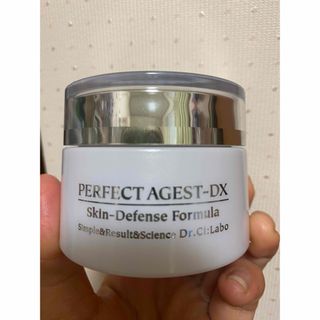 PERFECT AGEST-DX
Skin-Defense Formula
Simple&Result&Science Dr.Ci:Labo